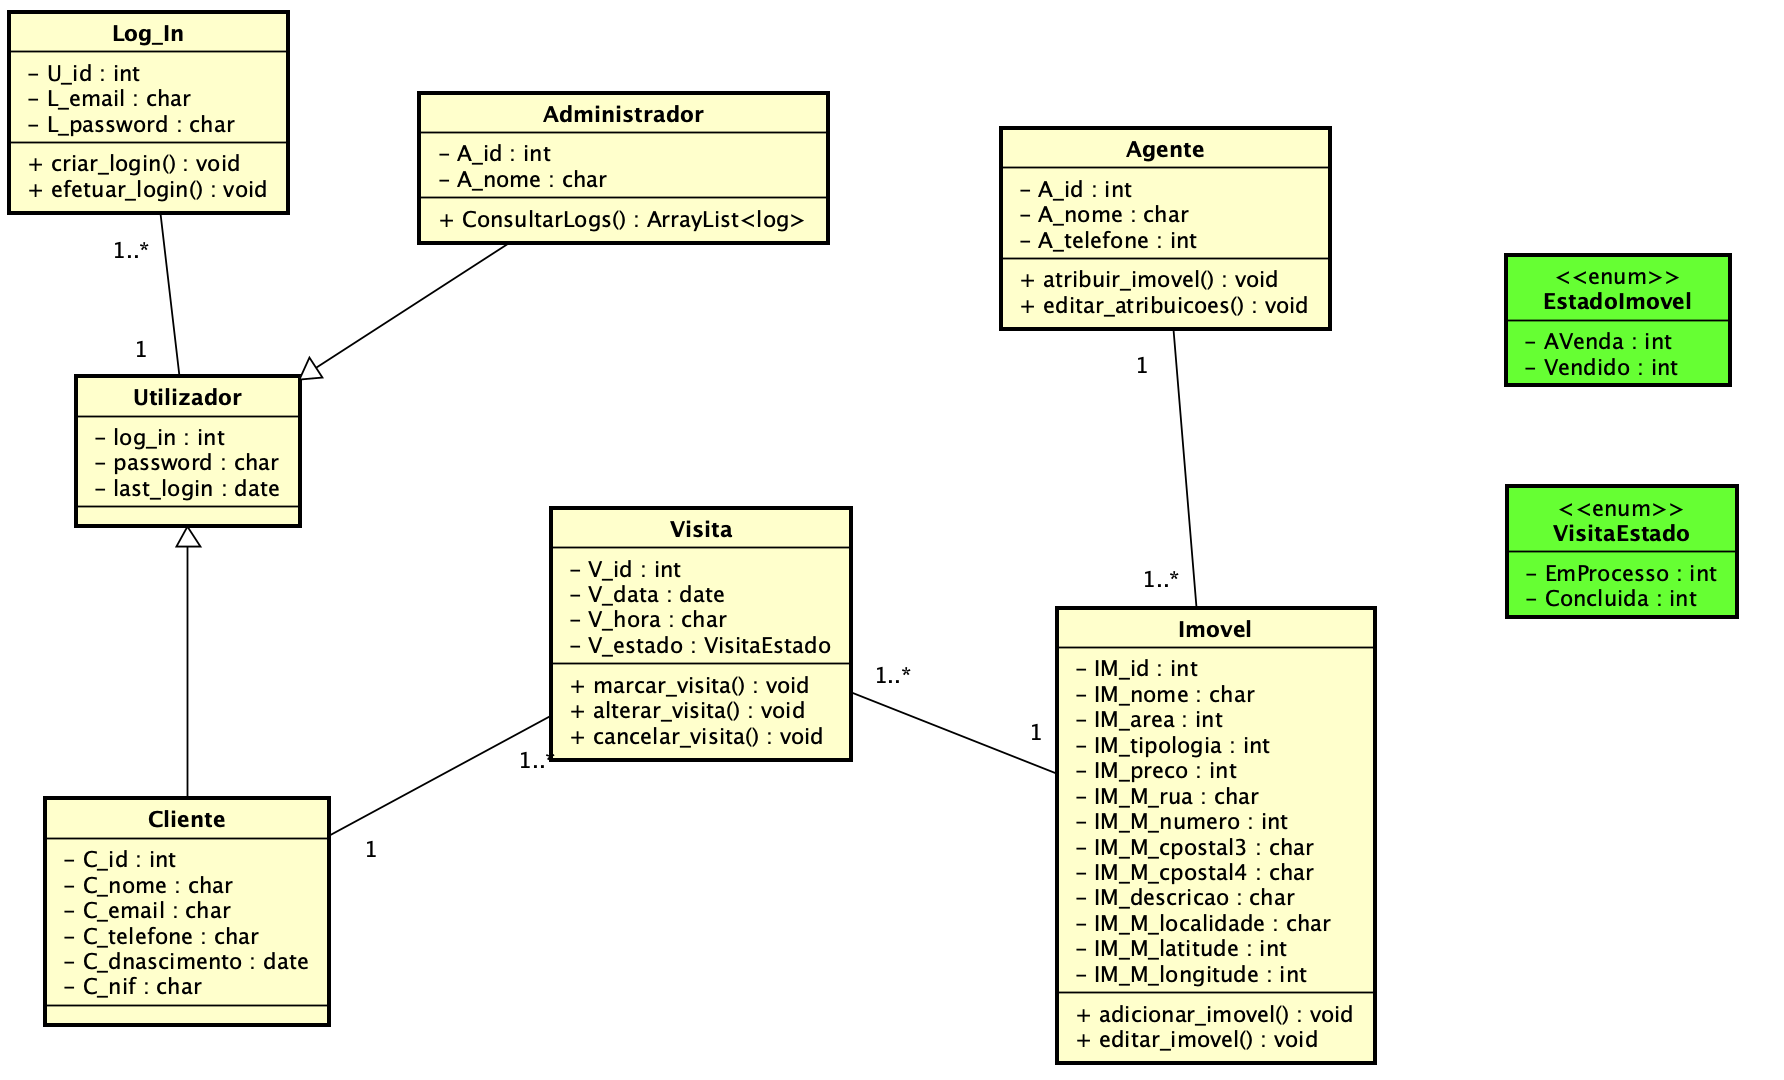 Log_In
- U_id : int
- L_email : char
- L_password : char
+ criar_login() : void
+ efetuar_login() : void
1..*
1
Administrador
- A_id : int
- A_nome : char
+ ConsultarLogs() : ArrayList<log>
Agente
- A_id : int
- A_nome : char
- A_telefone : int
+ atribuir_imovel() : void
+ editar_atribuicoes() : void
1
1..*
<<enum>>
EstadoImovel
- AVenda : int
- Vendido : int
<<enum>>
VisitaEstado
- EmProcesso : int
- Concluida : int
Utilizador
- log_in : int
- password : char
- last_login : date
Visita
- V_id : int
- V_data : date
- V_hora : char
- V_estado : VisitaEstado
+ marcar_visita() : void
+ alterar_visita() : void
+ cancelar_visita() : void
1..*
1
1..*
1
Cliente
- C_id : int
- C_nome : char
- C_email : char
- C_telefone : char
- C_dnascimento : date
- C_nif : char
Imovel
- IM_id : int
- IM_nome : char
- IM_area : int
- IM_tipologia : int
- IM_preco : int
- IM_M_rua : char
- IM_M_numero : int
- IM_M_cpostal3 : char
- IM_M_cpostal4 : char
- IM_descricao : char
- IM_M_localidade : char
- IM_M_latitude : int
- IM_M_longitude : int
+ adicionar_imovel() : void
+ editar_imovel() : void